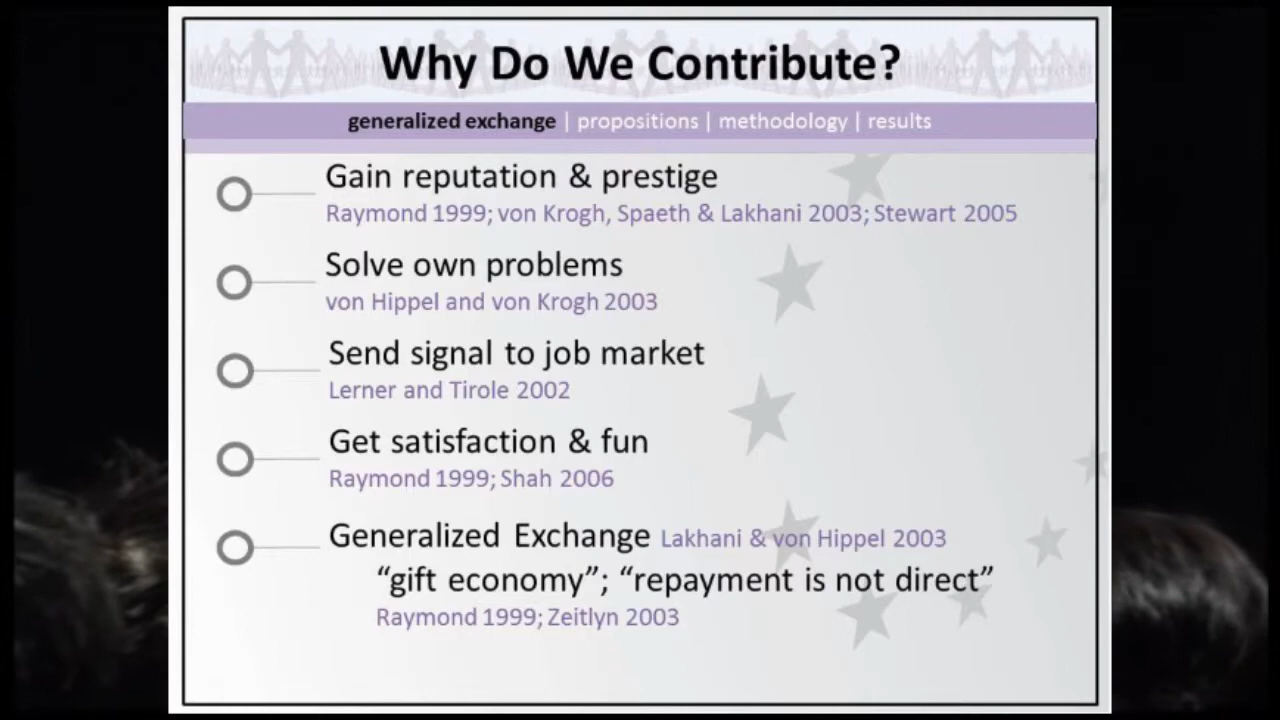 Why Do We Contribute?
generalized exchange | propositions | methodology | results
Gain reputation & prestige
Raymond 1999; von Krogh, Spaeth & Lakhani 2003; Stewart 2005
Solve own problems
von Hippel and von Krogh 2003
Send signal to job market
Lerner and Tirole 2002
Get satisfaction & fun
Raymond 1999; Shah 2006
Generalized Exchange Lakhani & von Hippel 2003
“gift economy”; “repayment is not direct”
Raymond 1999; Zeitlyn 2003